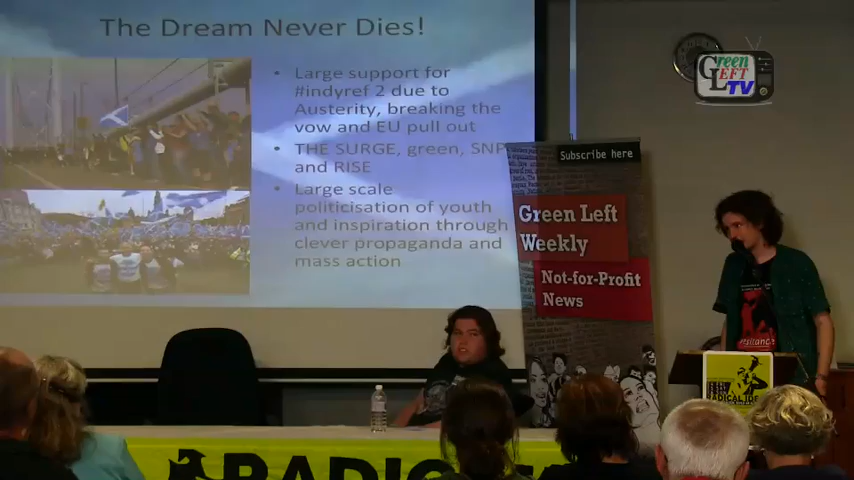 The Dream Never Dies!
• Large support for
#indyref 2 due to
Austerity, breaking the
vow and EU pull out
• THE SURGE, green, SNP
and RISE
• Large scale
politicisation of youth
and inspiration through
clever propaganda and
mass action
Green
LEFT
TV
Subscribe here
Green Left
Weekly
Not-for-Profit
News
RADICAL
RADIC